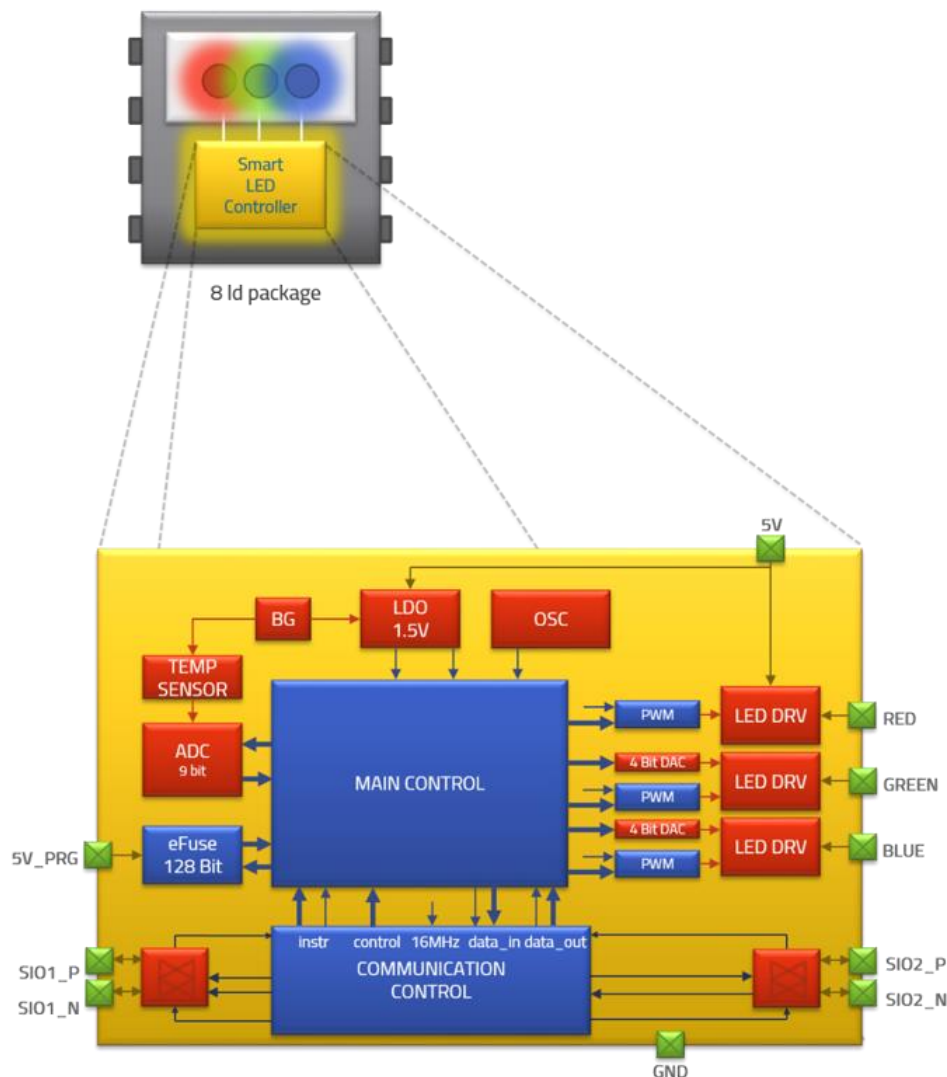 Smart
LED
Controller
8 ld package
5V
BG
LDO
1.5V
OSC
TEMP
SENSOR
ADC
9 bit
MAIN CONTROL
PWM
LED DRV
RED
4 Bit DAC
LED DRV
GREEN
PWM
4 Bit DAC
LED DRV
BLUE
PWM
5V_PRG
eFuse
128 Bit
instr control 16MHz data_in data_out
COMMUNICATION
CONTROL
SIO1_P
SIO1_N
SIO2_P
SIO2_N
GND